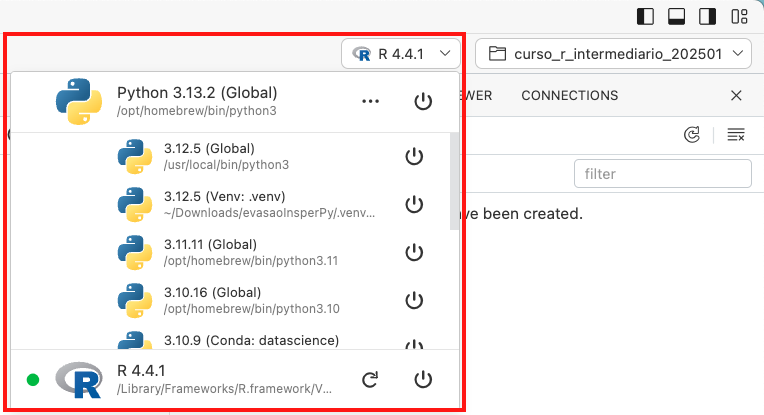 R 4.4.1
curso_r_intermediario_202501
Python 3.13.2 (Global)
/opt/homebrew/bin/python3
CONNECTIONS
3.12.5 (Global)
/usr/local/bin/python3
filter
3.12.5 (Venv: .venv)
~/Downloads/evasaoInsperPy/.venv...
been created.
3.11.11 (Global)
/opt/homebrew/bin/python3.11
3.10.16 (Global)
/opt/homebrew/bin/python3.10
3.10.9 (Conda: datascience)
R 4.4.1
/Library/Frameworks/R.framework/V...